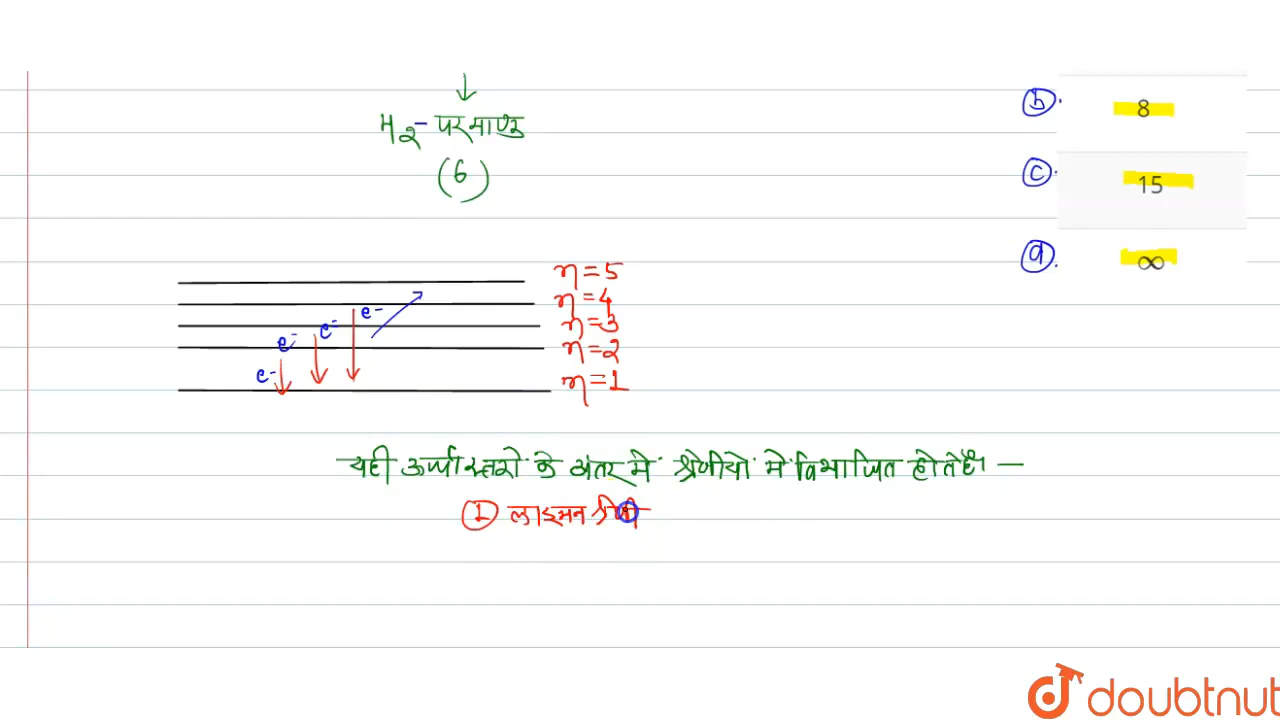 H2- परमाणु
(6)
b.
8
c.
15
d.
∞
n=5
n=4
n=3
n=2
n=1
e-
e-
e-
e-
यही ऊर्जा स्तरो के अंतर मे श्रेणीयो मे विभाजित होते है। —
1 लाइमन श्रेणी
doubtnut